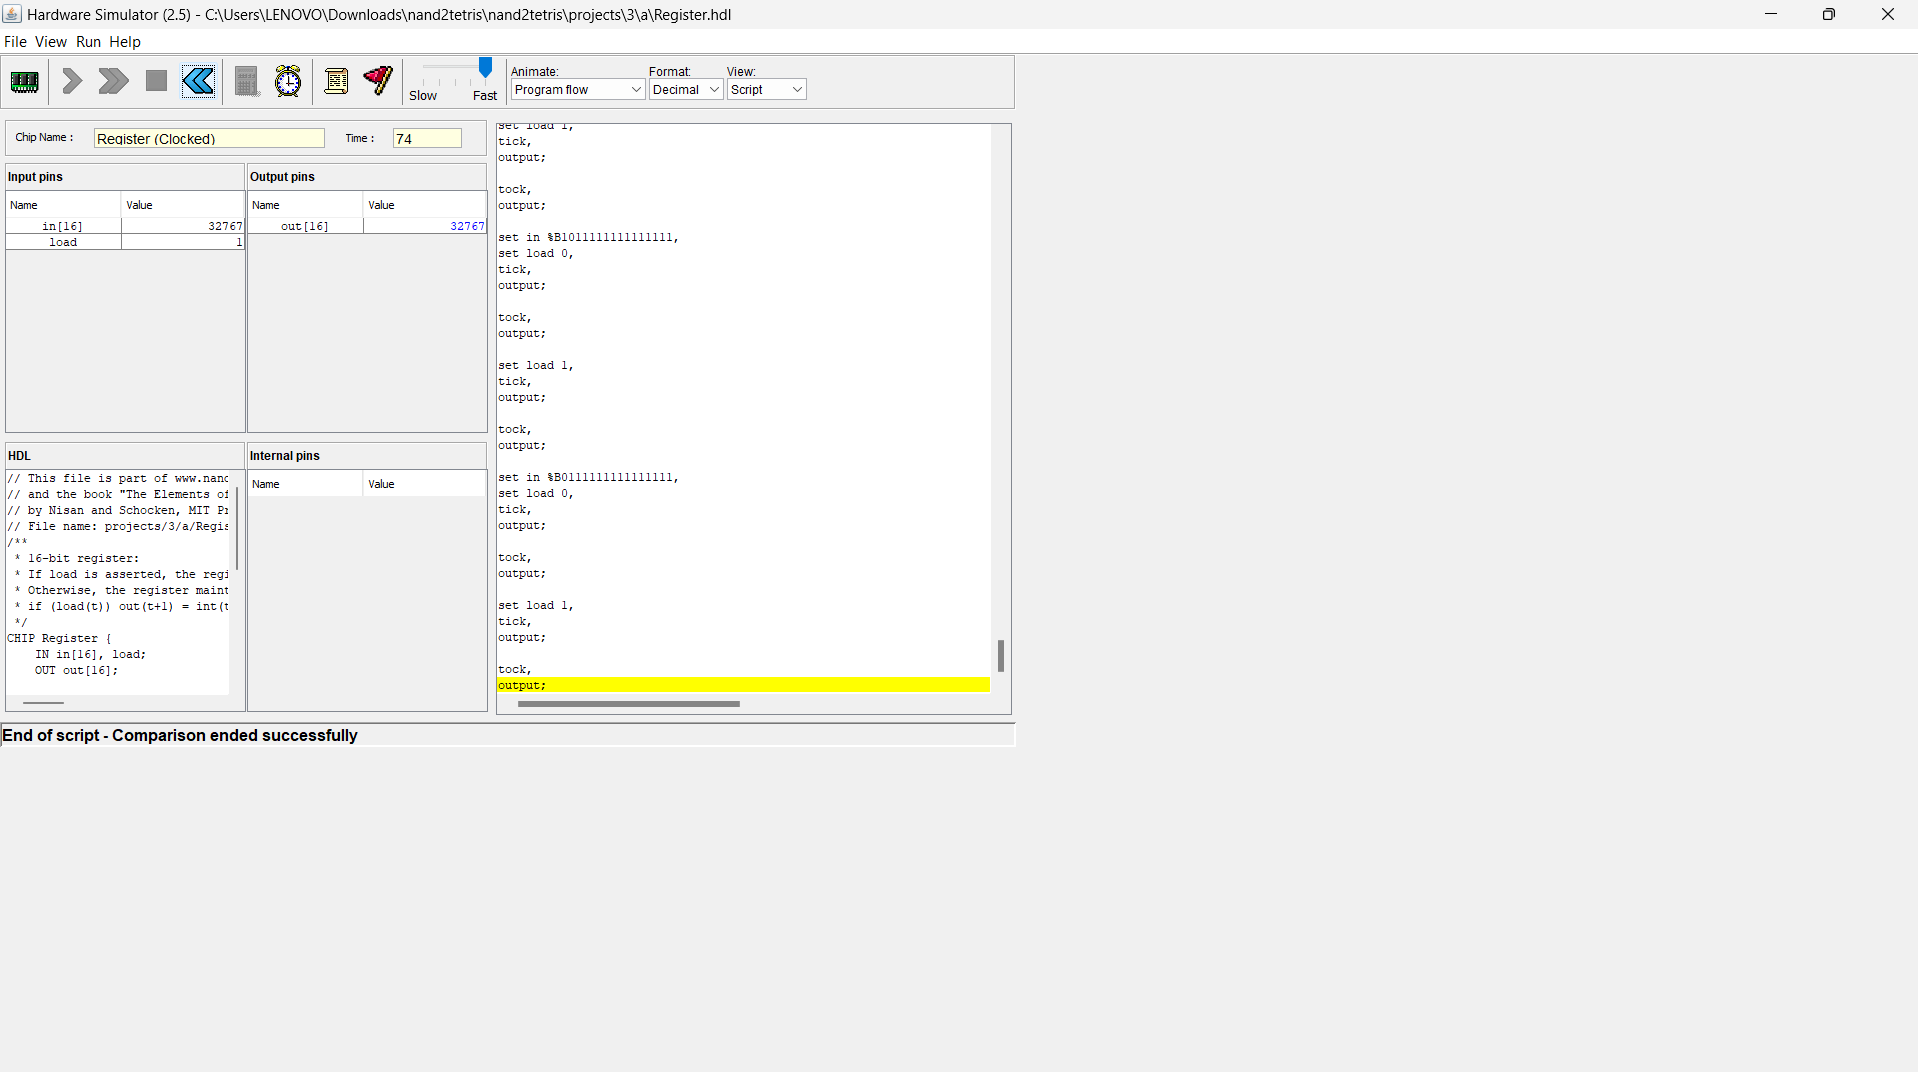 Hardware Simulator (2.5) - C:\Users\LENOVO\Downloads\nand2tetris\nand2tetris\projects\3\a\Register.hdl
File View Run Help
Slow Fast
Animate: Format: View:
Program flow Decimal Script
Chip Name : Register (Clocked) Time : 74
Input pins
Name Value
in[16] 32767
load 1
Output pins
Name Value
out[16] 32767
HDL
// This file is part of www.nand
// and the book "The Elements of
// by Nisan and Schocken, MIT Pr
// File name: projects/3/a/Regis
/**
* 16-bit register:
* If load is asserted, the regi
* Otherwise, the register maint
* if (load(t)) out(t+1) = int(t
*/
CHIP Register {
IN in[16], load;
OUT out[16];
Internal pins
Name Value
set load 1,
tick,
output;
tock,
output;
set in %B1011111111111111,
set load 0,
tick,
output;
tock,
output;
set load 1,
tick,
output;
tock,
output;
set in %B0111111111111111,
set load 0,
tick,
output;
tock,
output;
set load 1,
tick,
output;
tock,
output;
End of script - Comparison ended successfully